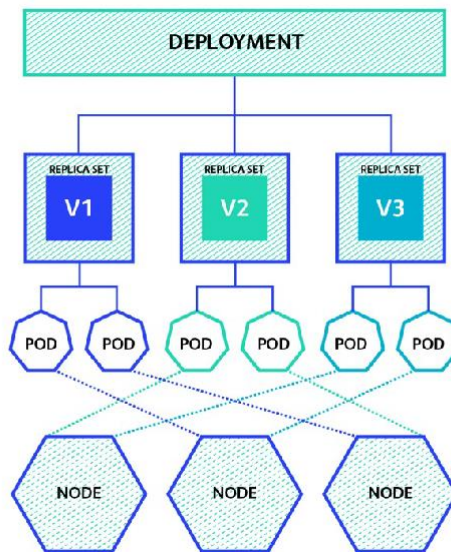 DEPLOYMENT
REPLICA SET REPLICA SET REPLICA SET
V1 V2 V3
POD POD POD POD POD POD
NODE NODE NODE